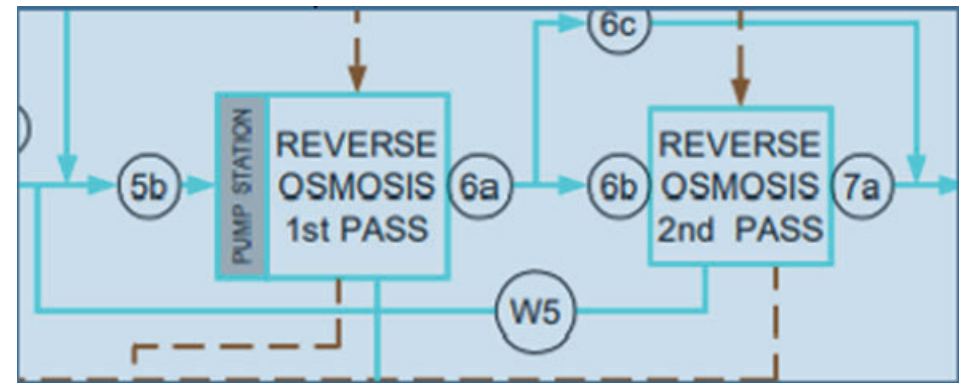 6c
5b
PUMP STATION
REVERSE
OSMOSIS
1st PASS
6a
6b
REVERSE
OSMOSIS
2nd PASS
7a
W5